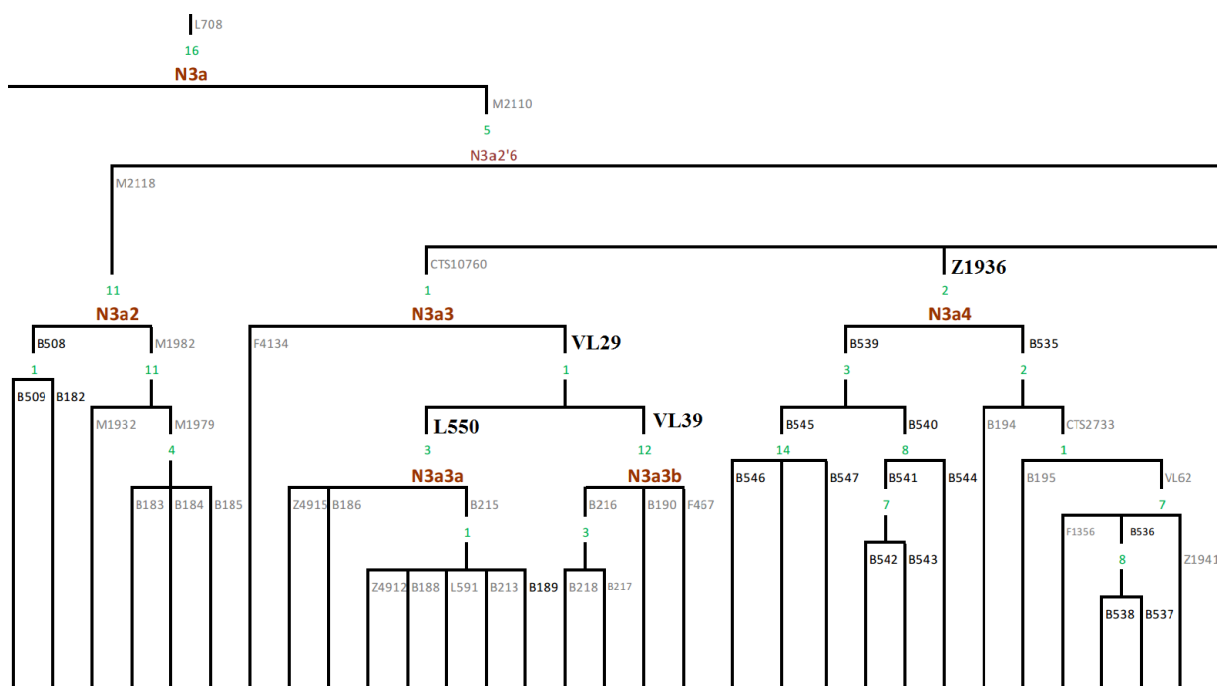 L708
16
N3a
M2110
5
N3a2'6
M2118
CTS10760
Z1936
11
1
2
N3a2
N3a3
N3a4
B508
M1982
F4134
VL29
B539
B535
1
11
1
3
2
B509
B182
M1932
M1979
L550
VL39
B545
B540
B194
CTS2733
4
3
12
14
8
1
N3a3a
N3a3b
B546
B547
B541
B544
B195
VL62
B183
B184
B185
Z4915
B186
B215
B216
B190
F467
7
7
1
3
F1356
B536
8
Z1941
Z4912
B188
L591
B213
B189
B218
B217
B542
B543
B538
B537